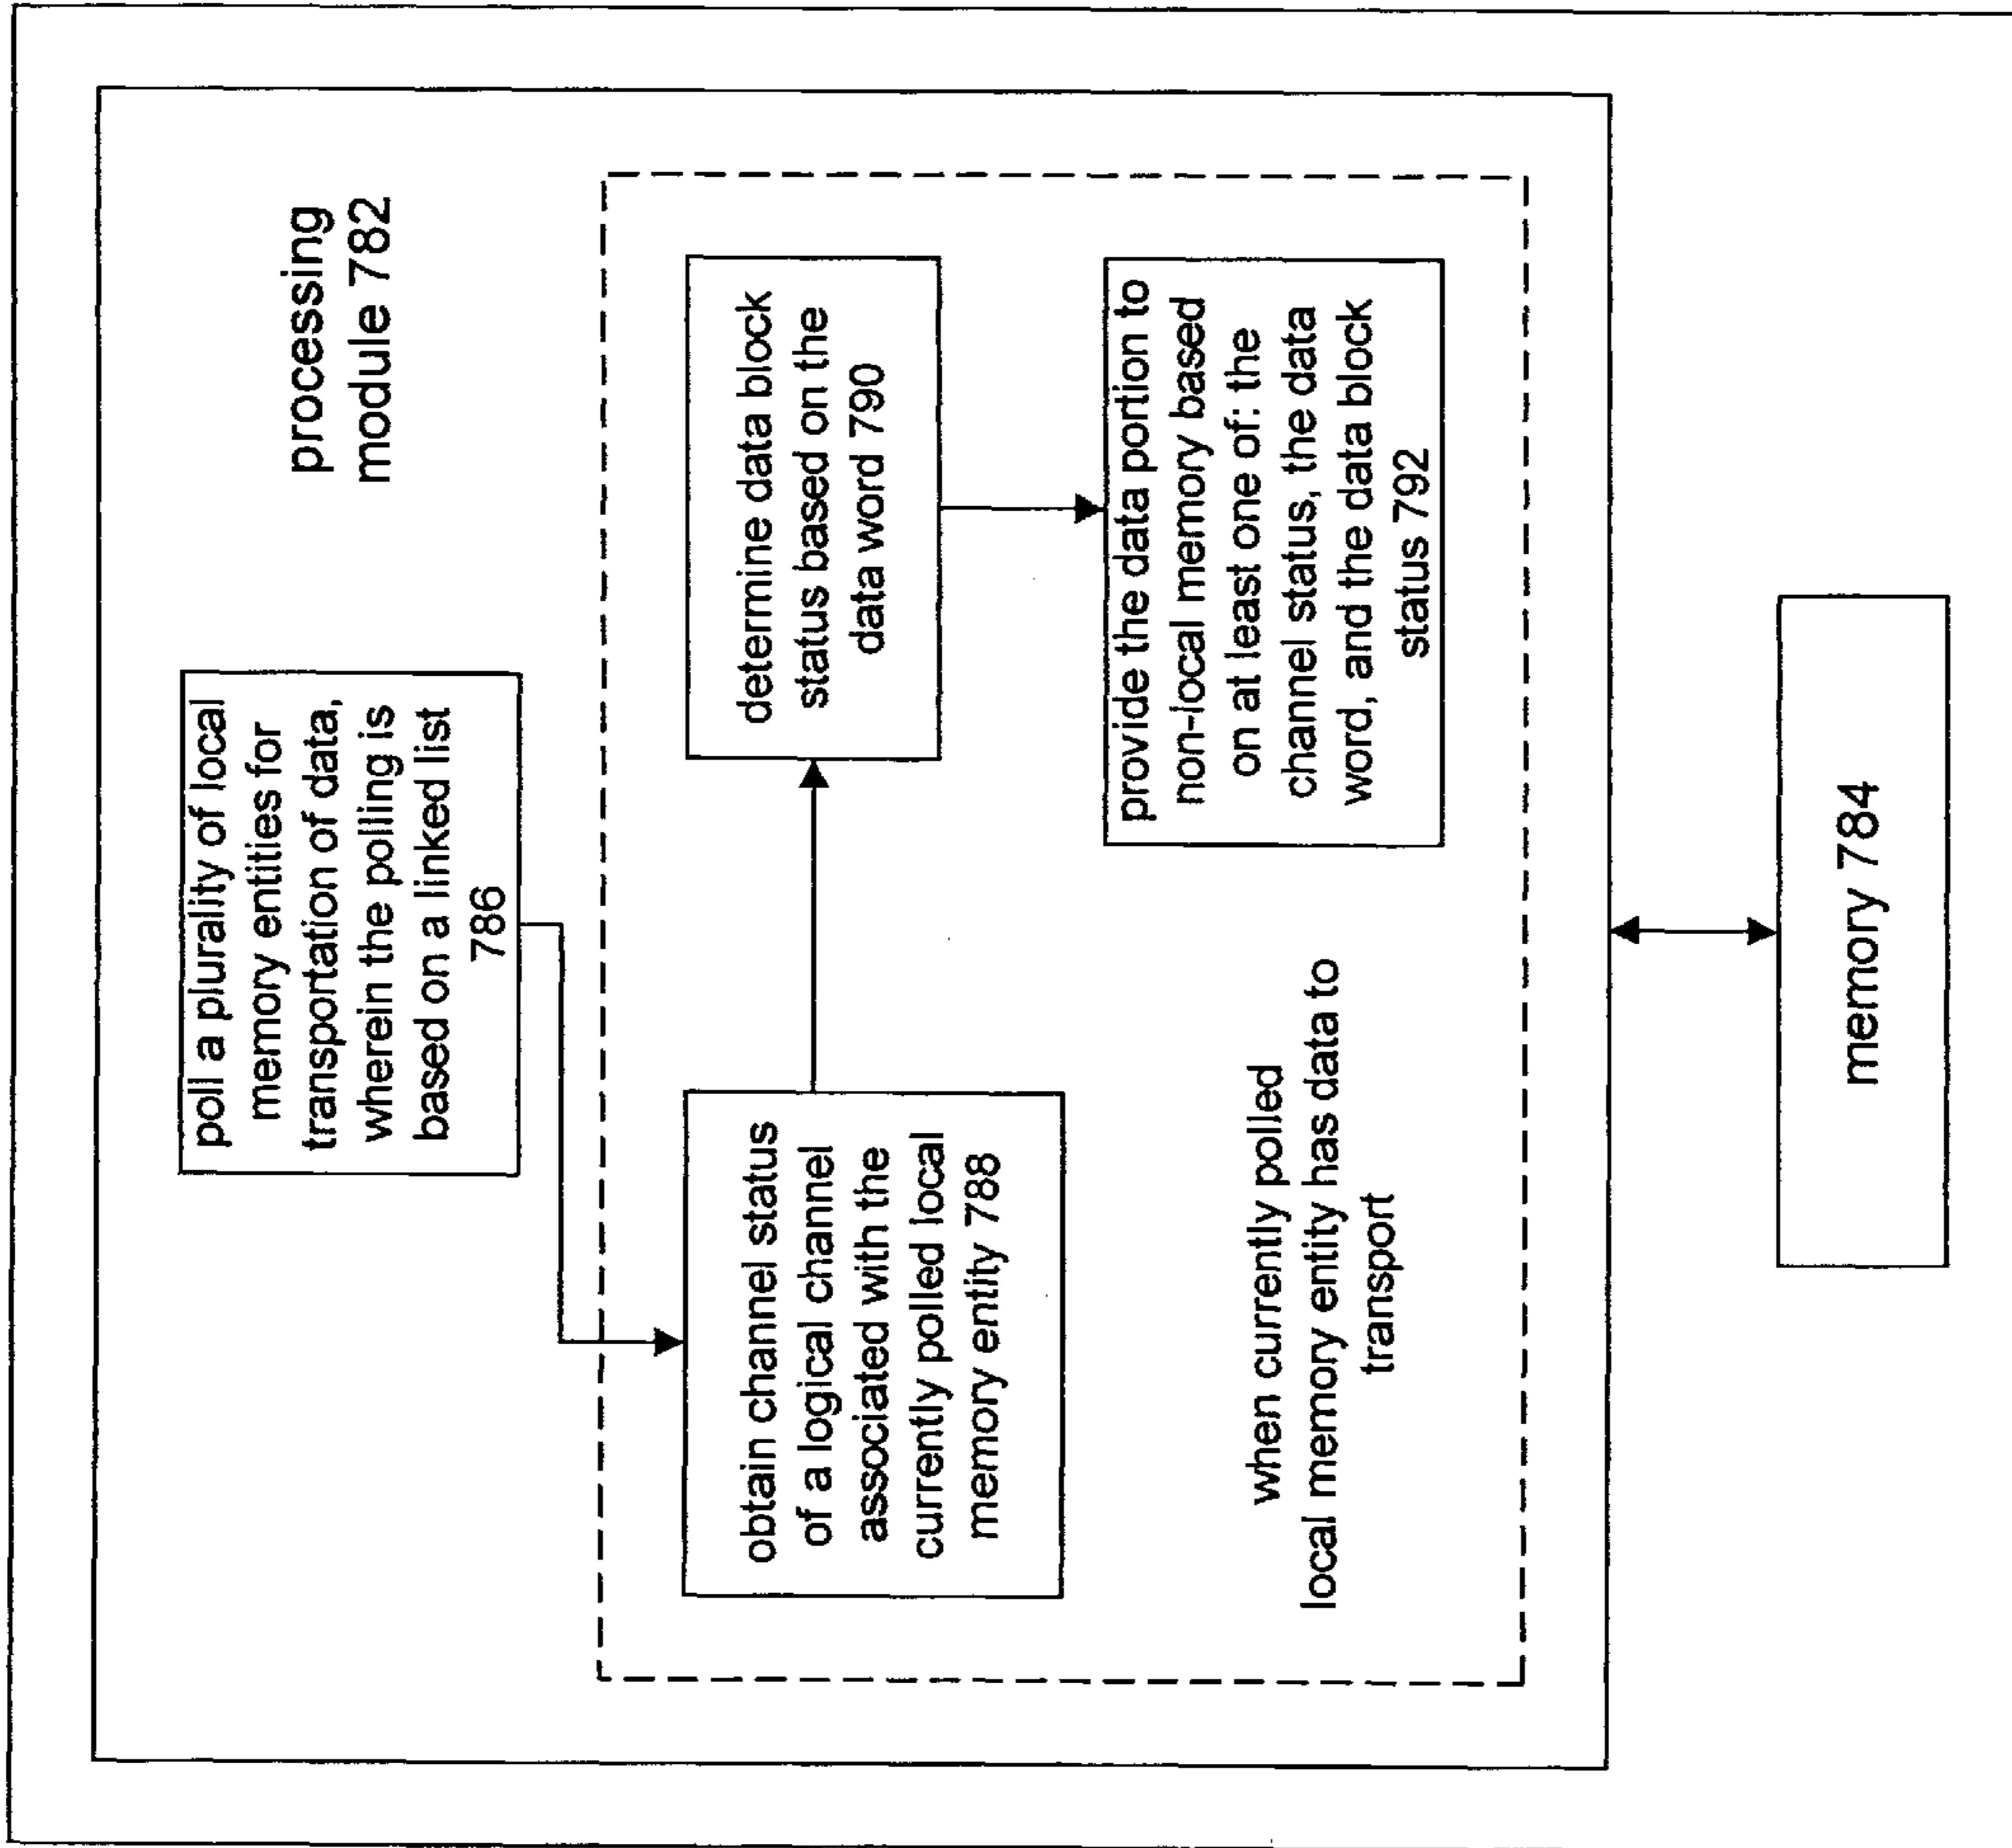 processing
module 782
poll a plurality of local
memory entities for
transportation of data,
wherein the polling is
based on a linked list
786
obtain channel status
of a logical channel
associated with the
currently polled local
memory entity 788
determine data block
status based on the
data word 790
provide the data portion to
non-local memory based
on at least one of: the
channel status, the data
word, and the data block
status 792
when currently polled
local memory entity has data to
transport
memory 784